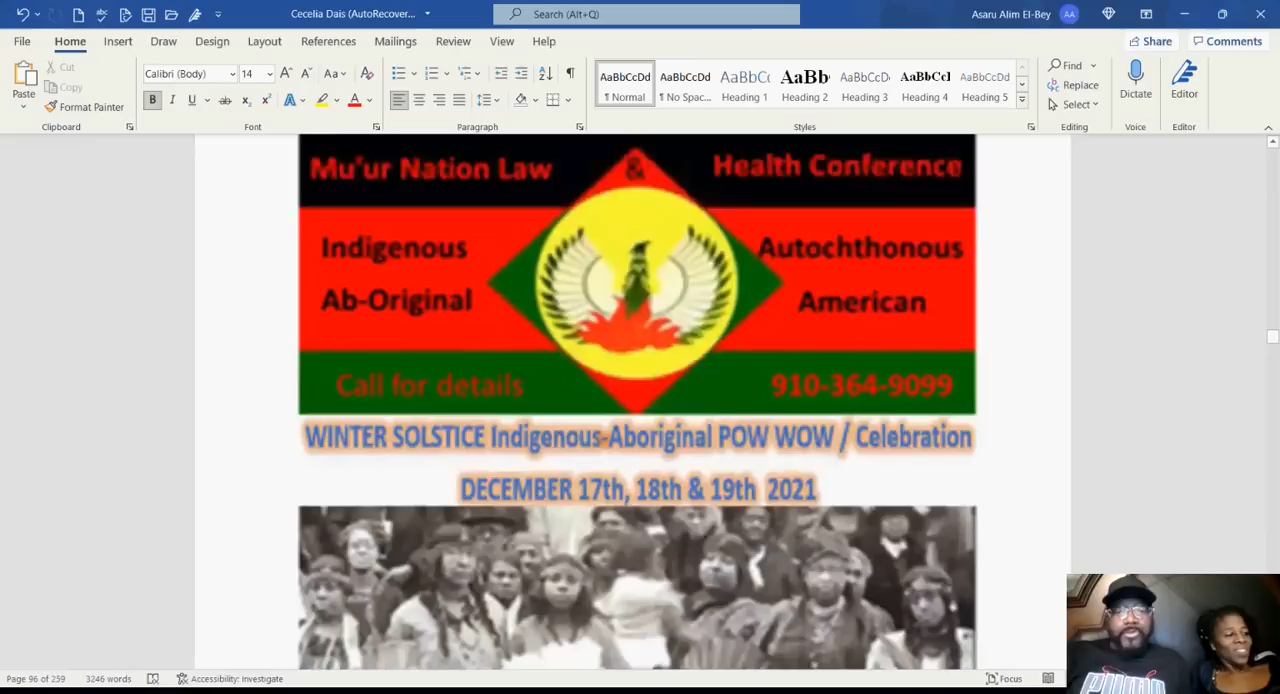 Cecelia Dais (AutoRecover...
Search (Alt+Q)
Asaru Alim El-Bey
AA
File Home Insert Draw Design Layout References Mailings Review View Help
Share Comments
Paste
Cut
Copy
Format Painter
Clipboard
Calibri (Body) 14
Font
Paragraph
AaBbCcDd AaBbCcDd AaBbCc AaBb AaBbCcDd AaBbCcI AaBbCcDd
¶ Normal ¶ No Spac... Heading 1 Heading 2 Heading 3 Heading 4 Heading 5
Styles
Find
Replace
Select
Editing
Dictate
Voice
Editor
Editor
Mu'ur Nation Law & Health Conference
Indigenous Autochthonous
Ab-Original American
Call for details 910-364-9099
WINTER SOLSTICE Indigenous-Aboriginal POW WOW / Celebration
DECEMBER 17th, 18th & 19th 2021
PUMA
Page 96 of 259 3246 words Accessibility: Investigate Focus